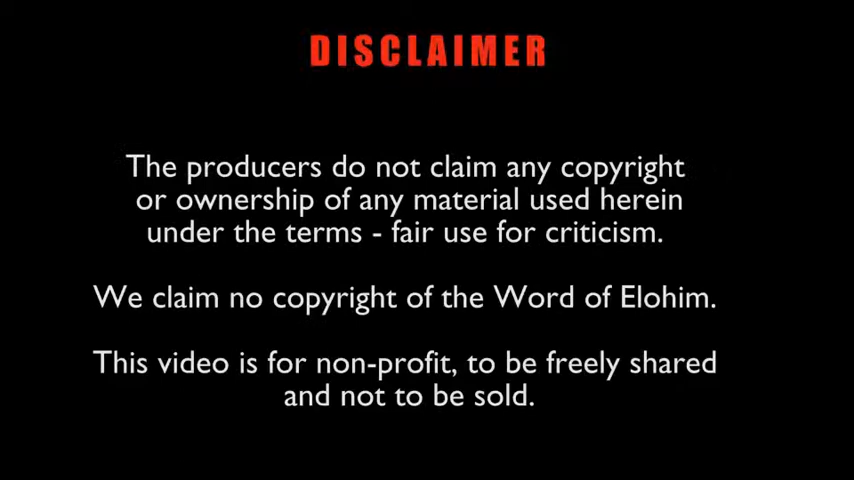 DISCLAIMER
The producers do not claim any copyright
or ownership of any material used herein
under the terms - fair use for criticism.
We claim no copyright of the Word of Elohim.
This video is for non-profit, to be freely shared
and not to be sold.